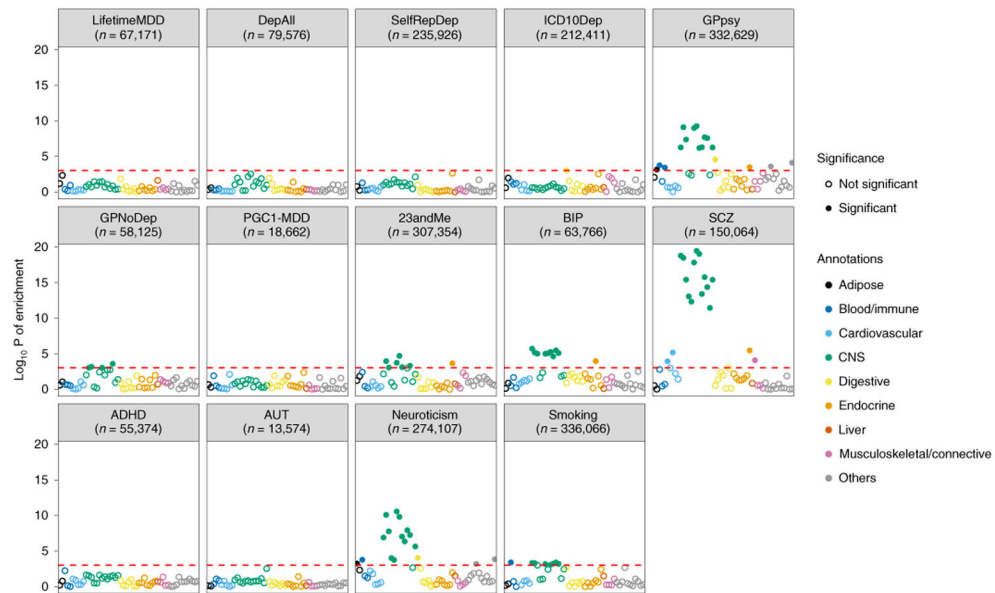 LifetimeMDD
(n = 67,171)
DepAll
(n = 79,576)
SelfRepDep
(n = 235,926)
ICD10Dep
(n = 212,411)
GPpsy
(n = 332,629)
20
15
10
5
0
GPNoDep
(n = 58,125)
PGC1-MDD
(n = 18,662)
23andMe
(n = 307,354)
BIP
(n = 63,766)
SCZ
(n = 150,064)
20
15
10
5
0
Log10 P of enrichment
ADHD
(n = 55,374)
AUT
(n = 13,574)
Neuroticism
(n = 274,107)
Smoking
(n = 336,066)
20
15
10
5
0
Significance
Not significant
Significant
Annotations
Adipose
Blood/immune
Cardiovascular
CNS
Digestive
Endocrine
Liver
Musculoskeletal/connective
Others